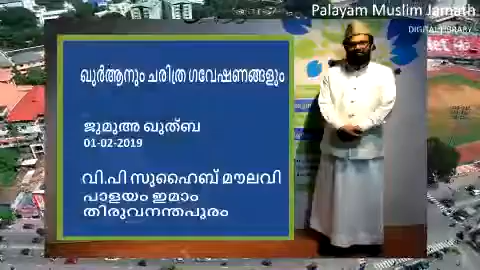 Palayam Muslim Jamath
DIGITAL LIBRARY
ഖുർആനും ചരിത്ര ഗവേഷണങ്ങളും
ജുമുഅ ഖുത്ബ
01-02-2019
വി.പി സുഹൈബ് മൗലവി
പാളയം ഇമാം
തിരുവനന്തപുരം